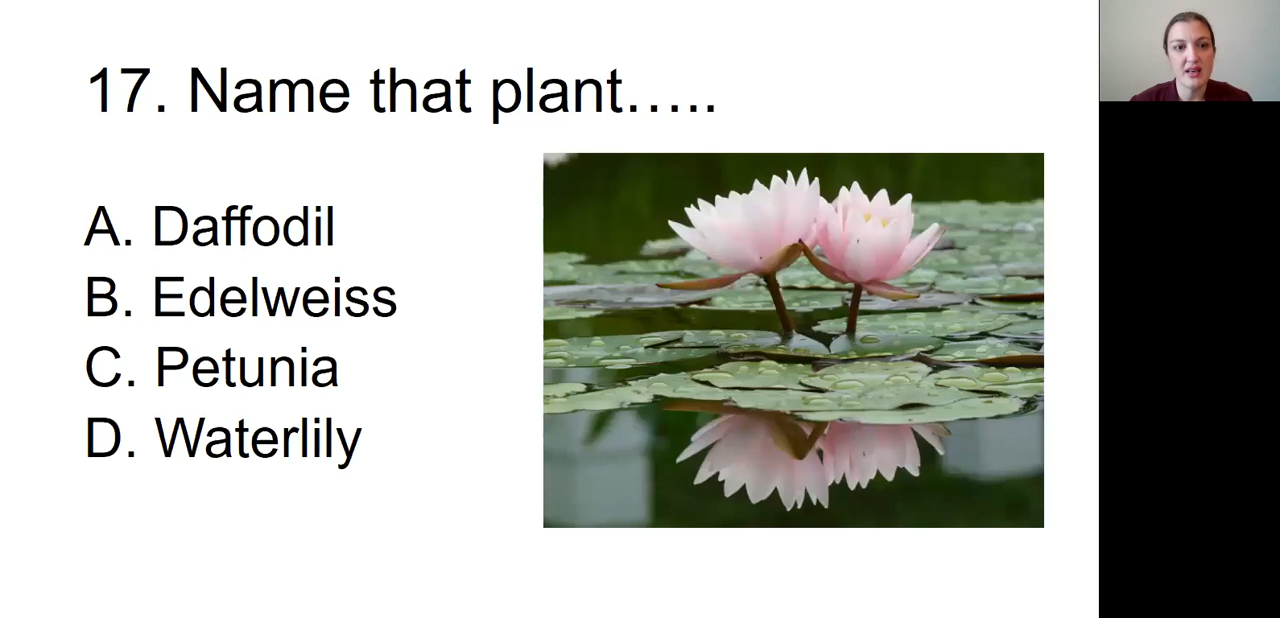 17. Name that plant…..
A. Daffodil
B. Edelweiss
C. Petunia
D. Waterlily